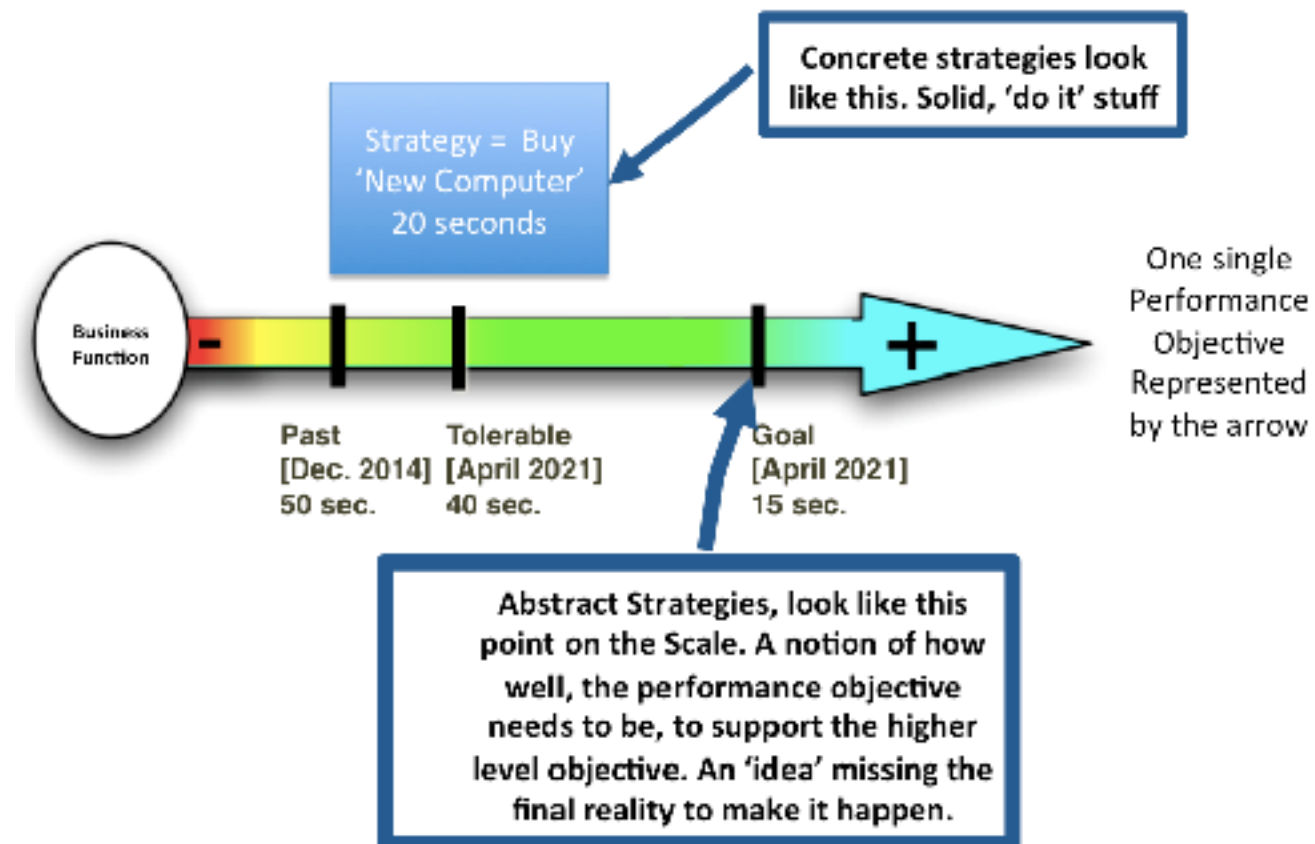 Concrete strategies look
like this. Solid, ‘do it’ stuff
Strategy = Buy
‘New Computer’
20 seconds
Business
Function
-
+
One single
Performance
Objective
Represented
by the arrow
Past
[Dec. 2014]
50 sec.
Tolerable
[April 2021]
40 sec.
Goal
[April 2021]
15 sec.
Abstract Strategies, look like this
point on the Scale. A notion of how
well, the performance objective
needs to be, to support the higher
level objective. An ‘idea’ missing the
final reality to make it happen.